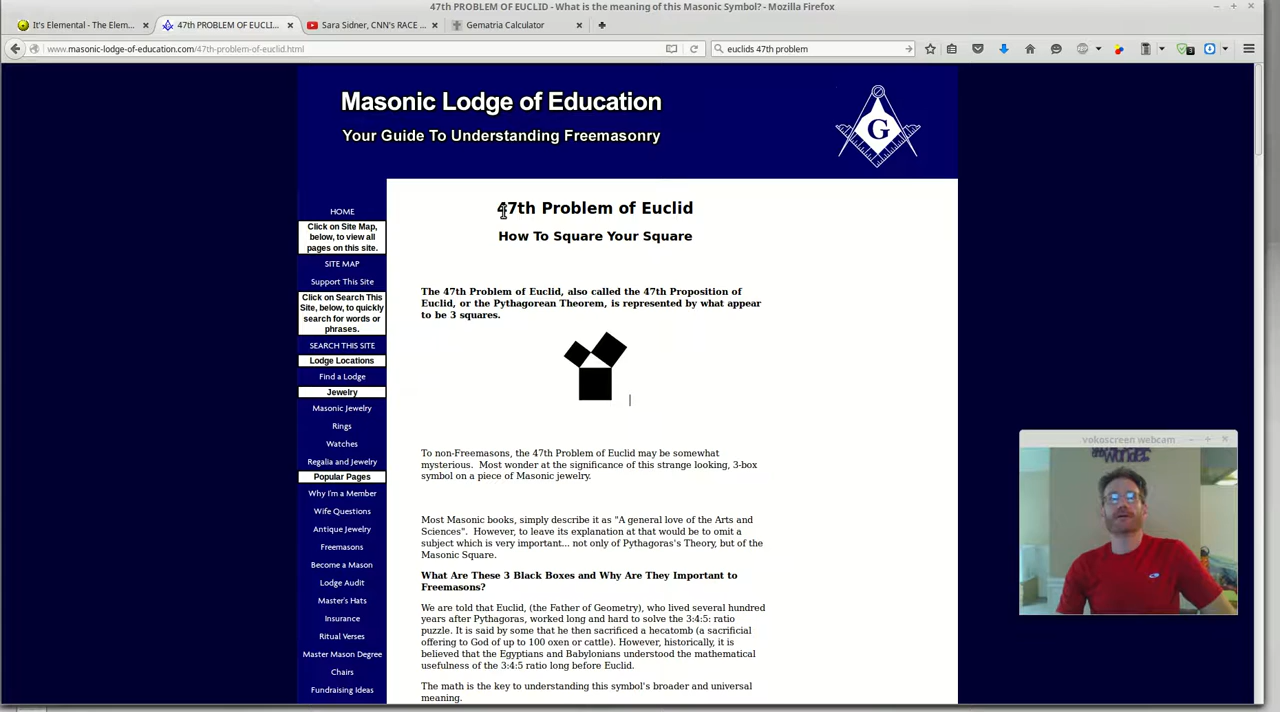 47th PROBLEM OF EUCLID - What is the meaning of this Masonic Symbol? - Mozilla Firefox
It's Elemental - The Elem...
47th PROBLEM OF EUCLID...
Sara Sidner, CNN's RACE ...
Gematria Calculator
www.masonic-lodge-of-education.com/47th-problem-of-euclid.html
euclids 47th problem
Masonic Lodge of Education
Your Guide To Understanding Freemasonry
G
HOME
Click on Site Map,
below, to view all
pages on this site.
SITE MAP
Support This Site
Click on Search This
Site, below, to quickly
search for words or
phrases.
SEARCH THIS SITE
Lodge Locations
Find a Lodge
Jewelry
Masonic Jewelry
Rings
Watches
Regalia and Jewelry
Popular Pages
Why I'm a Member
Wife Questions
Antique Jewelry
Freemasons
Become a Mason
Lodge Audit
Master's Hats
Insurance
Ritual Verses
Master Mason Degree
Chairs
Fundraising Ideas
47th Problem of Euclid
How To Square Your Square
The 47th Problem of Euclid, also called the 47th Proposition of
Euclid, or the Pythagorean Theorem, is represented by what appear
to be 3 squares.
To non-Freemasons, the 47th Problem of Euclid may be somewhat
mysterious. Most wonder at the significance of this strange looking, 3-box
symbol on a piece of Masonic jewelry.
Most Masonic books, simply describe it as "A general love of the Arts and
Sciences". However, to leave its explanation at that would be to omit a
subject which is very important... not only of Pythagoras's Theory, but of the
Masonic Square.
What Are These 3 Black Boxes and Why Are They Important to
Freemasons?
We are told that Euclid, (the Father of Geometry), who lived several hundred
years after Pythagoras, worked long and hard to solve the 3:4:5: ratio
puzzle. It is said by some that he then sacrificed a hecatomb (a sacrificial
offering to God of up to 100 oxen or cattle). However, historically, it is
believed that the Egyptians and Babylonians understood the mathematical
usefulness of the 3:4:5 ratio long before Euclid.
The math is the key to understanding this symbol's broader and universal
meaning.
vokoscreen webcam